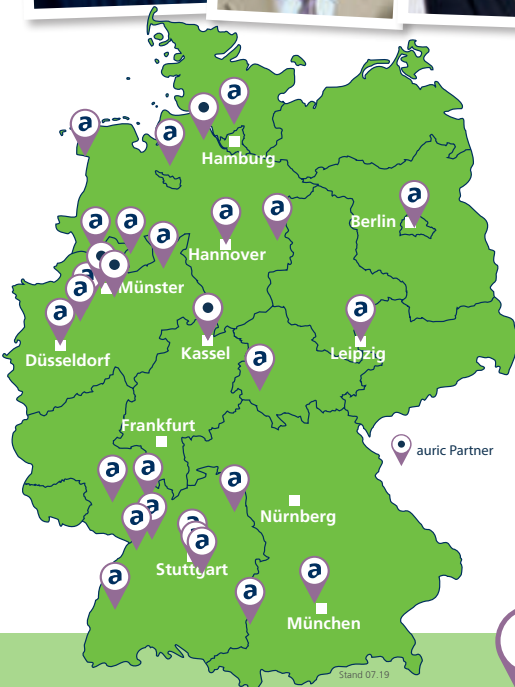 a
a
a
Hamburg
a
Berlin
a
a
a
a
a
a
Hannover
a
a
Münster
a
a
Düsseldorf
Kassel
Leipzig
a
Frankfurt
auric Partner
a
a
a
a
a
Nürnberg
a
a
a
Stuttgart
a
a
a
München
Stand 07.19